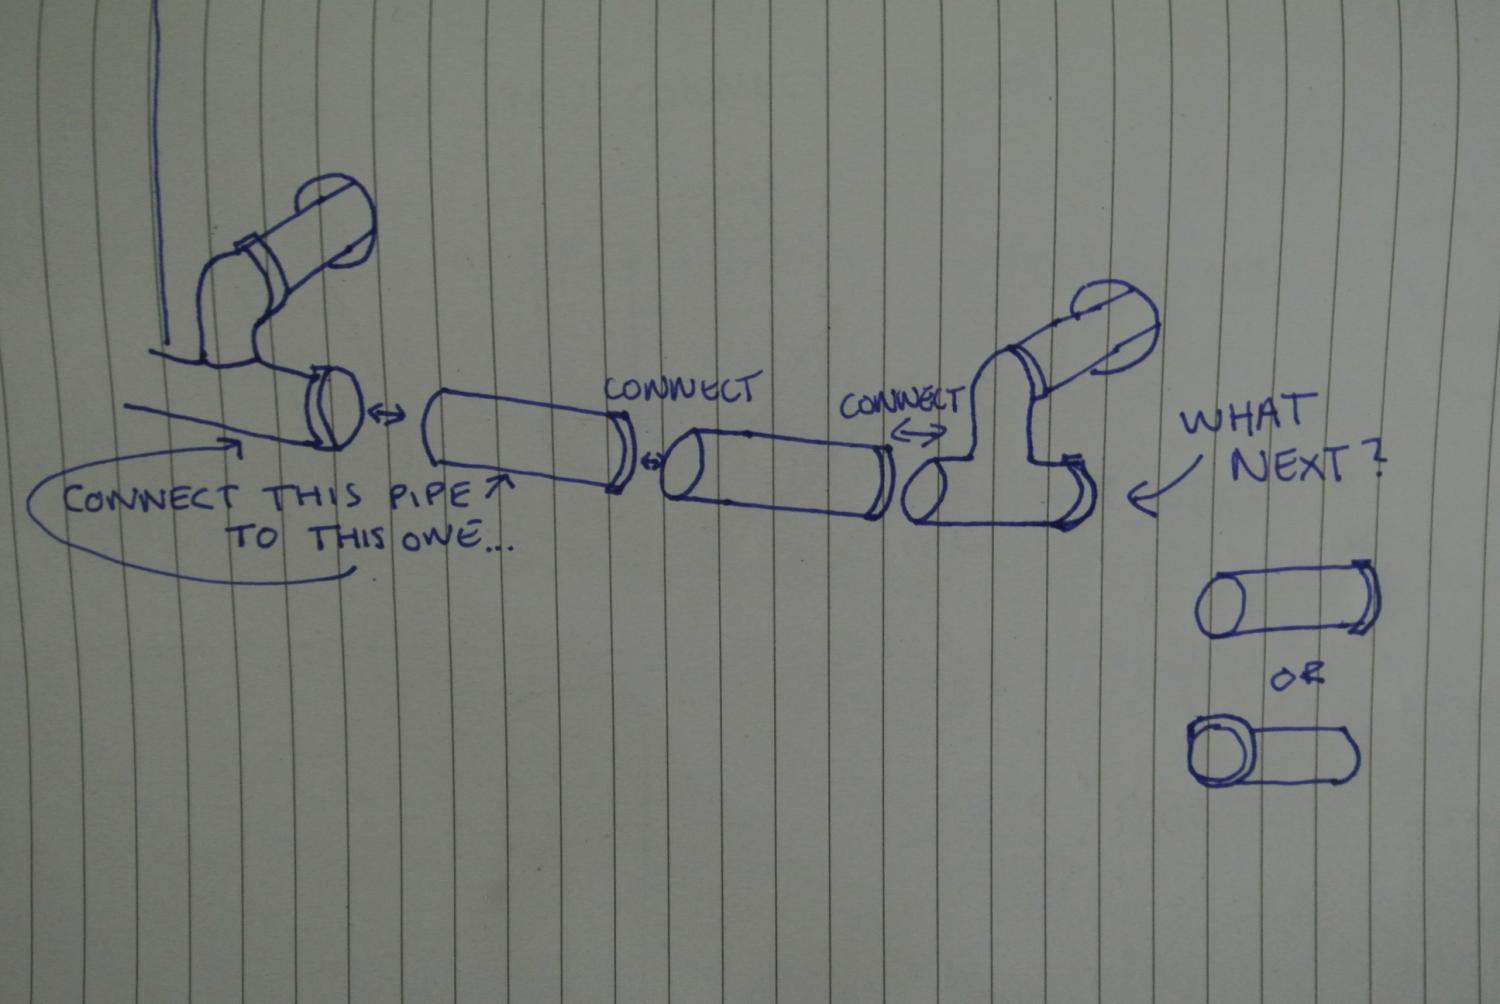 CONNECT
CONNECT
CONNECT THIS PIPE
TO THIS ONE...
WHAT
NEXT?
OR